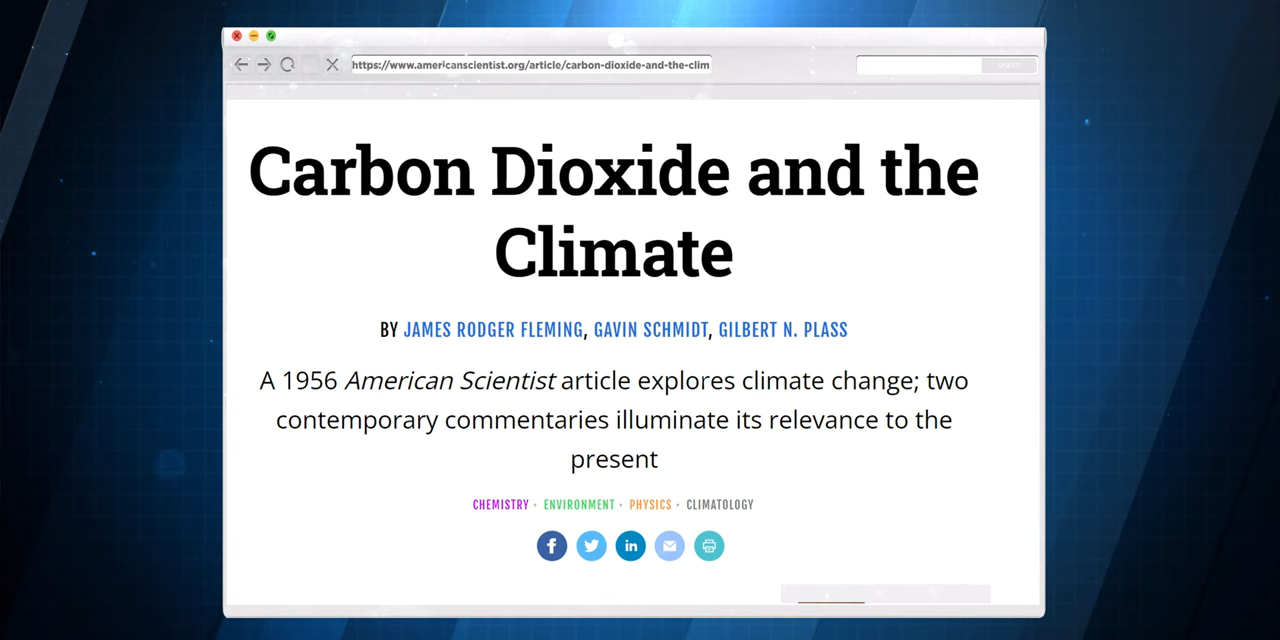 https://www.americanscientist.org/article/carbon-dioxide-and-the-clim
search
Carbon Dioxide and the
Climate
BY JAMES RODGER FLEMING, GAVIN SCHMIDT, GILBERT N. PLASS
A 1956 American Scientist article explores climate change; two
contemporary commentaries illuminate its relevance to the
present
CHEMISTRY · ENVIRONMENT · PHYSICS · CLIMATOLOGY
f
in